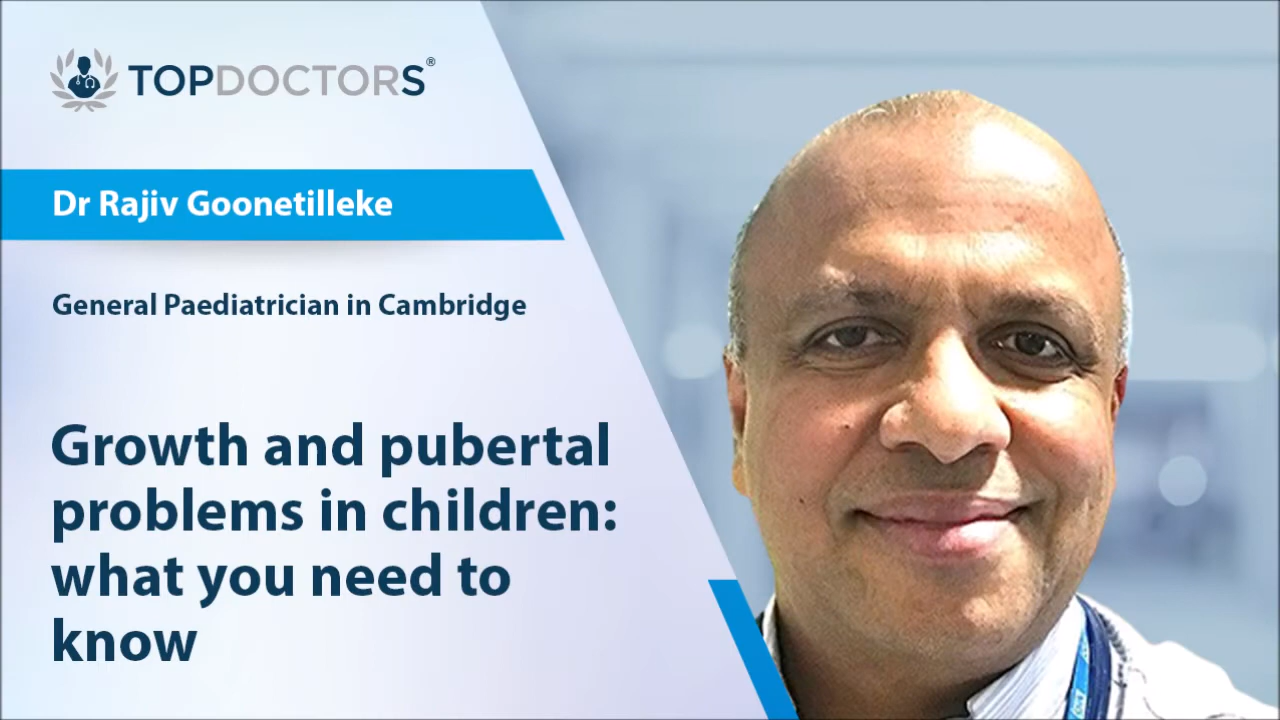 TOPDOCTORS®
Dr Rajiv Goonetilleke
General Paediatrician in Cambridge
Growth and pubertal
problems in children:
what you need to
know